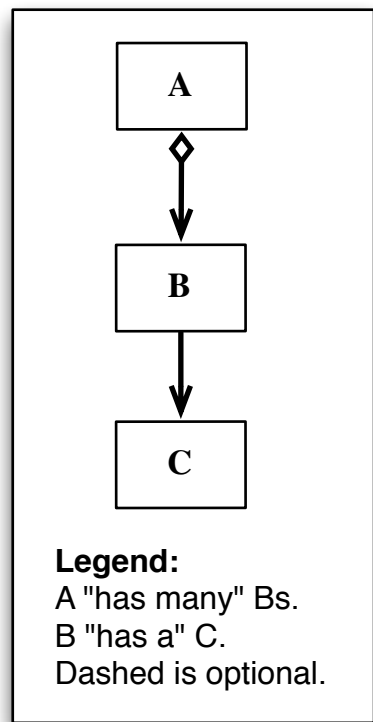 A
B
C
Legend:
A "has many" Bs.
B "has a" C.
Dashed is optional.